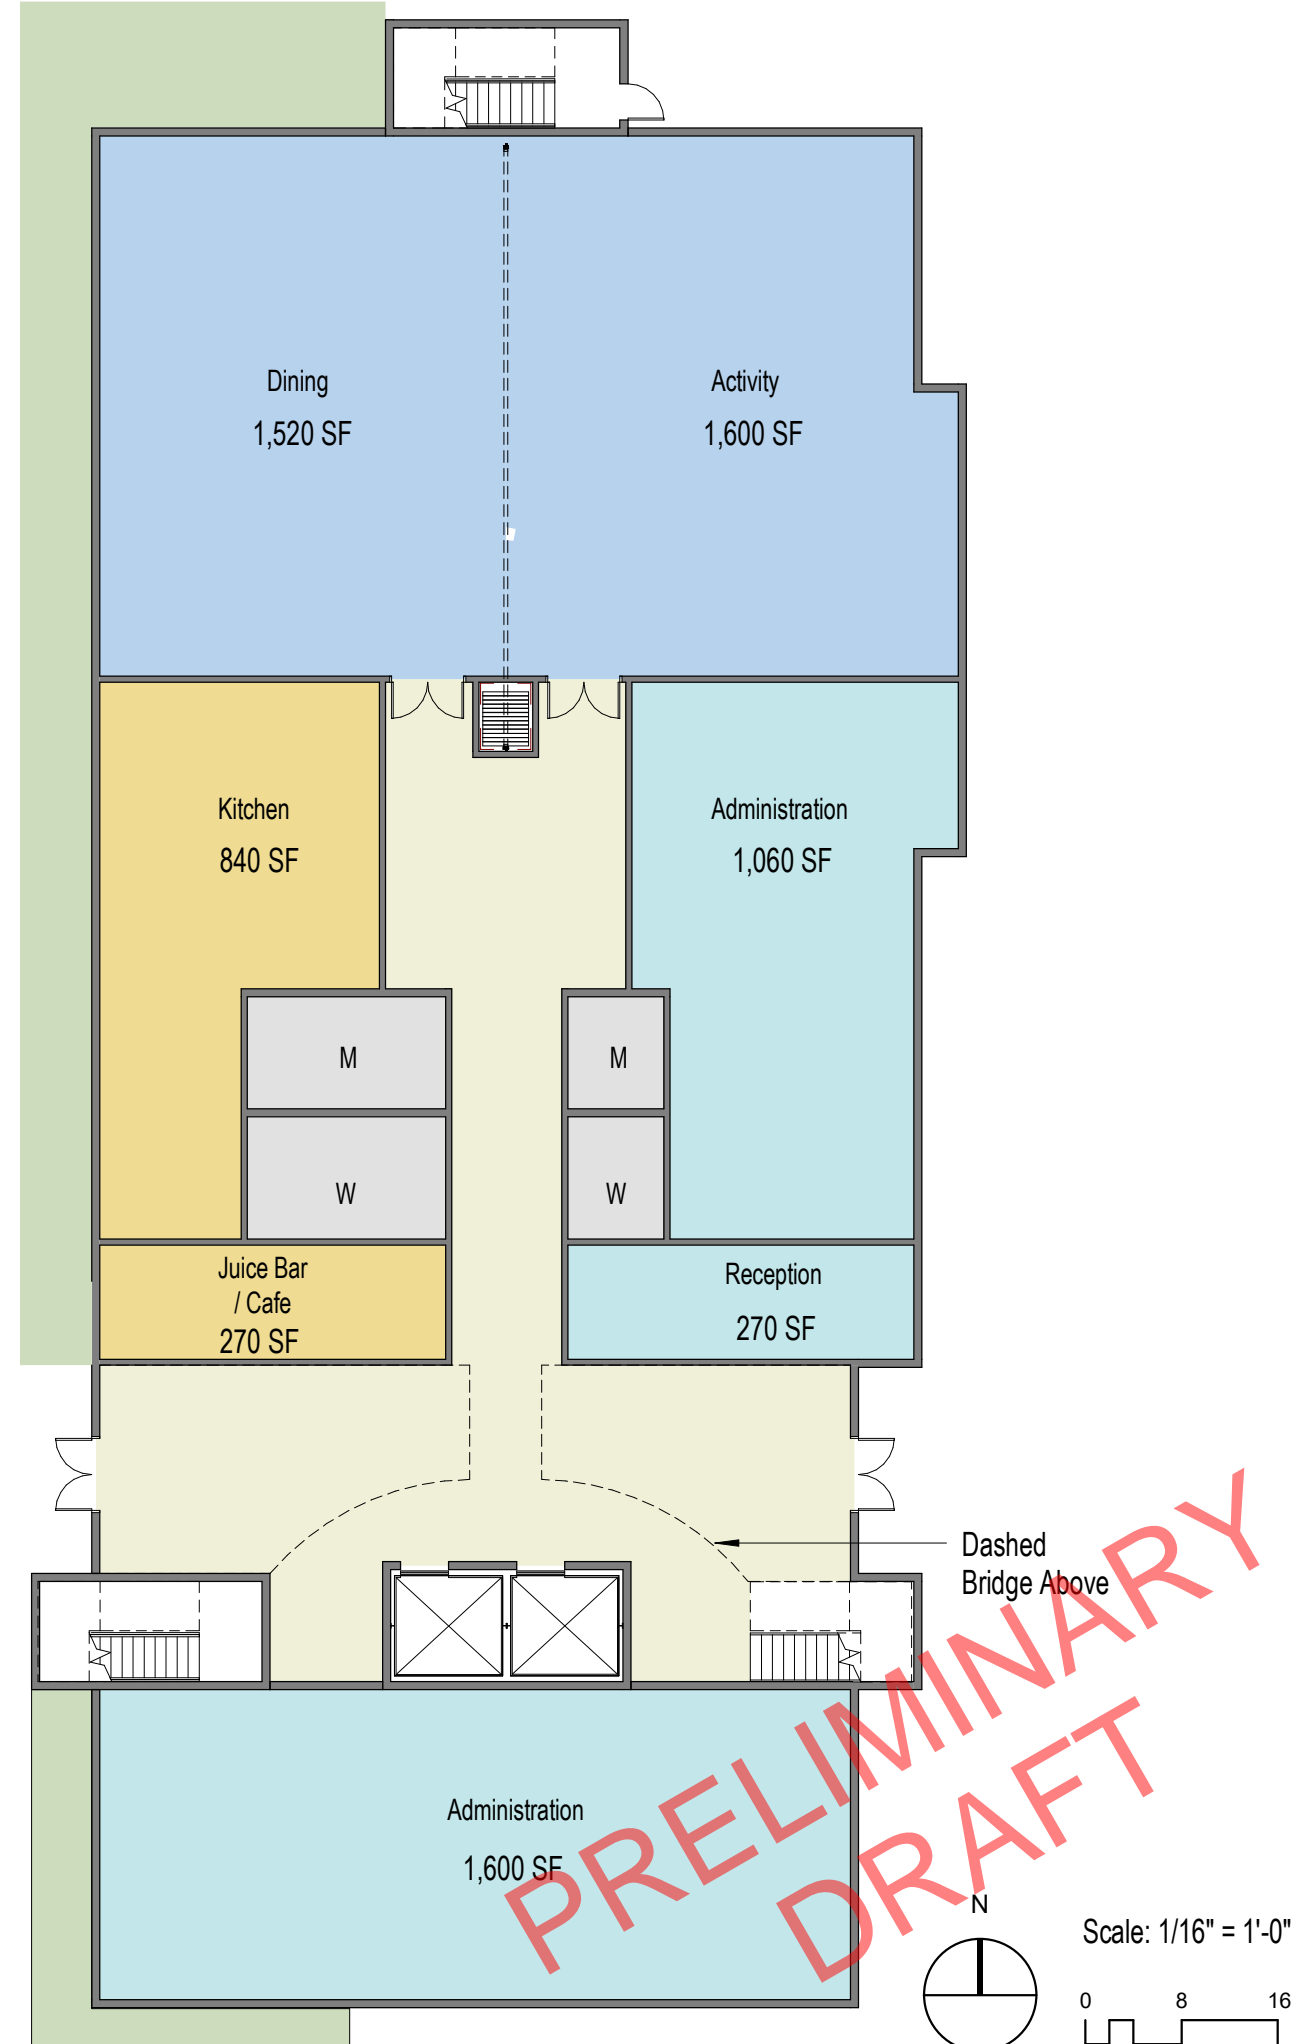 Dining
1,520 SF
Activity
1,600 SF
Kitchen
840 SF
Administration
1,060 SF
M
M
W
W
Juice Bar
/ Cafe
270 SF
Reception
270 SF
Dashed
Bridge Above
Administration
1,600 SF
PRELIMINARY
DRAFT
N
Scale: 1/16" = 1'-0"
0 8 16